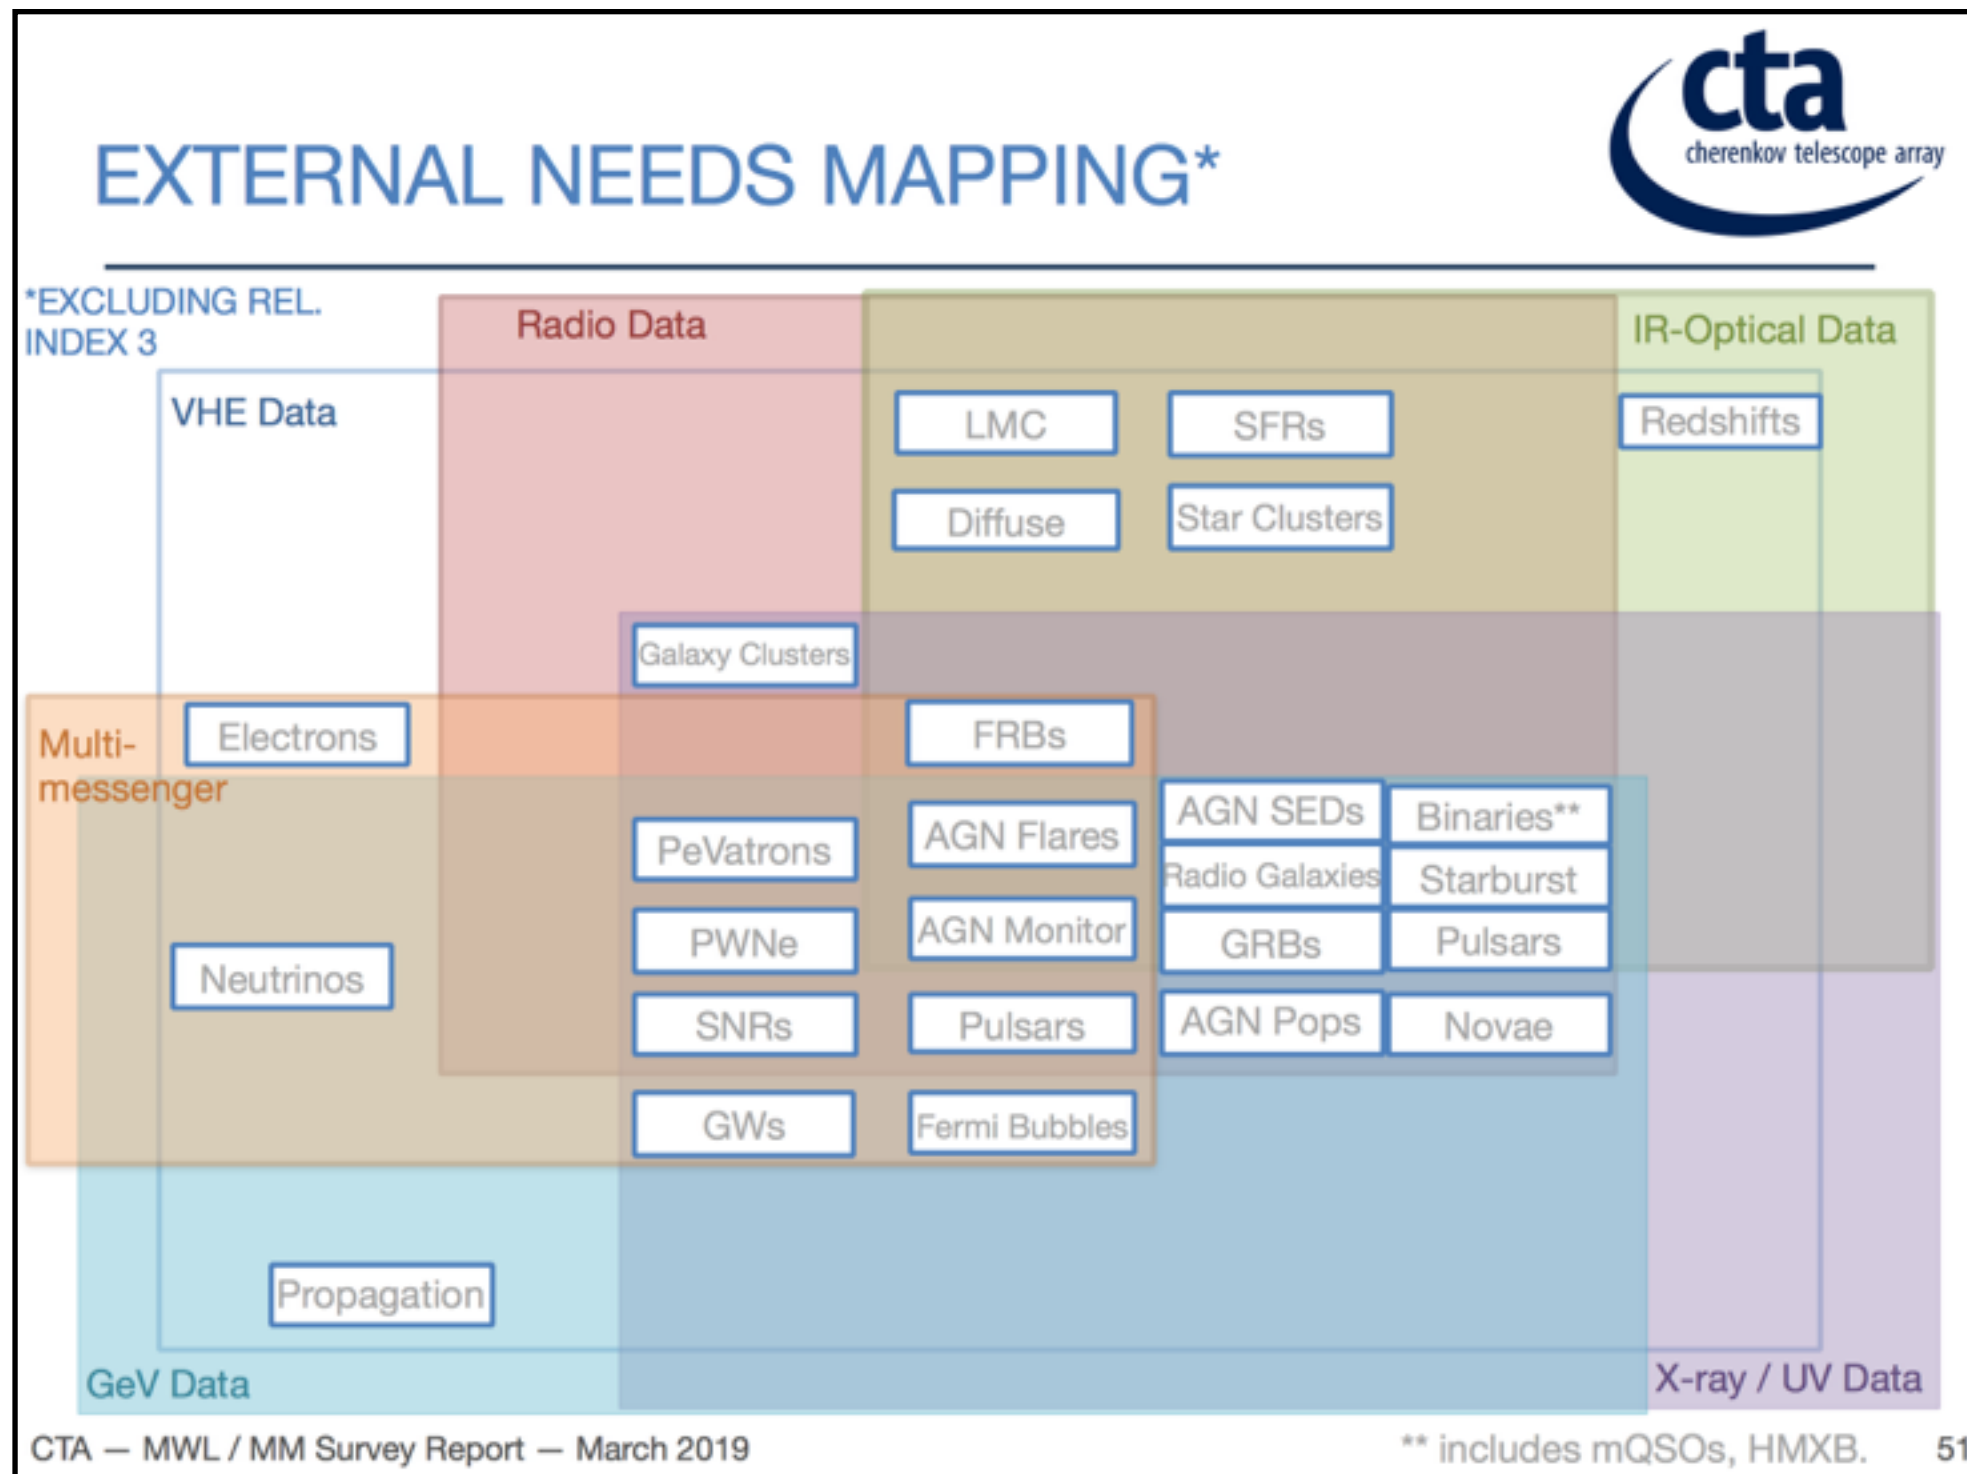 cta
cherenkov telescope array
EXTERNAL NEEDS MAPPING*
*EXCLUDING REL.
INDEX 3
Radio Data
IR-Optical Data
VHE Data
LMC
SFRs
Redshifts
Diffuse
Star Clusters
Galaxy Clusters
Multi-
messenger
Electrons
FRBs
PeVatrons
AGN Flares
AGN SEDs
Binaries**
Radio Galaxies
Starburst
Neutrinos
PWNe
AGN Monitor
GRBs
Pulsars
SNRs
Pulsars
AGN Pops
Novae
GWs
Fermi Bubbles
Propagation
GeV Data
X-ray / UV Data
CTA — MWL / MM Survey Report — March 2019
** includes mQSOs, HMXB.
51